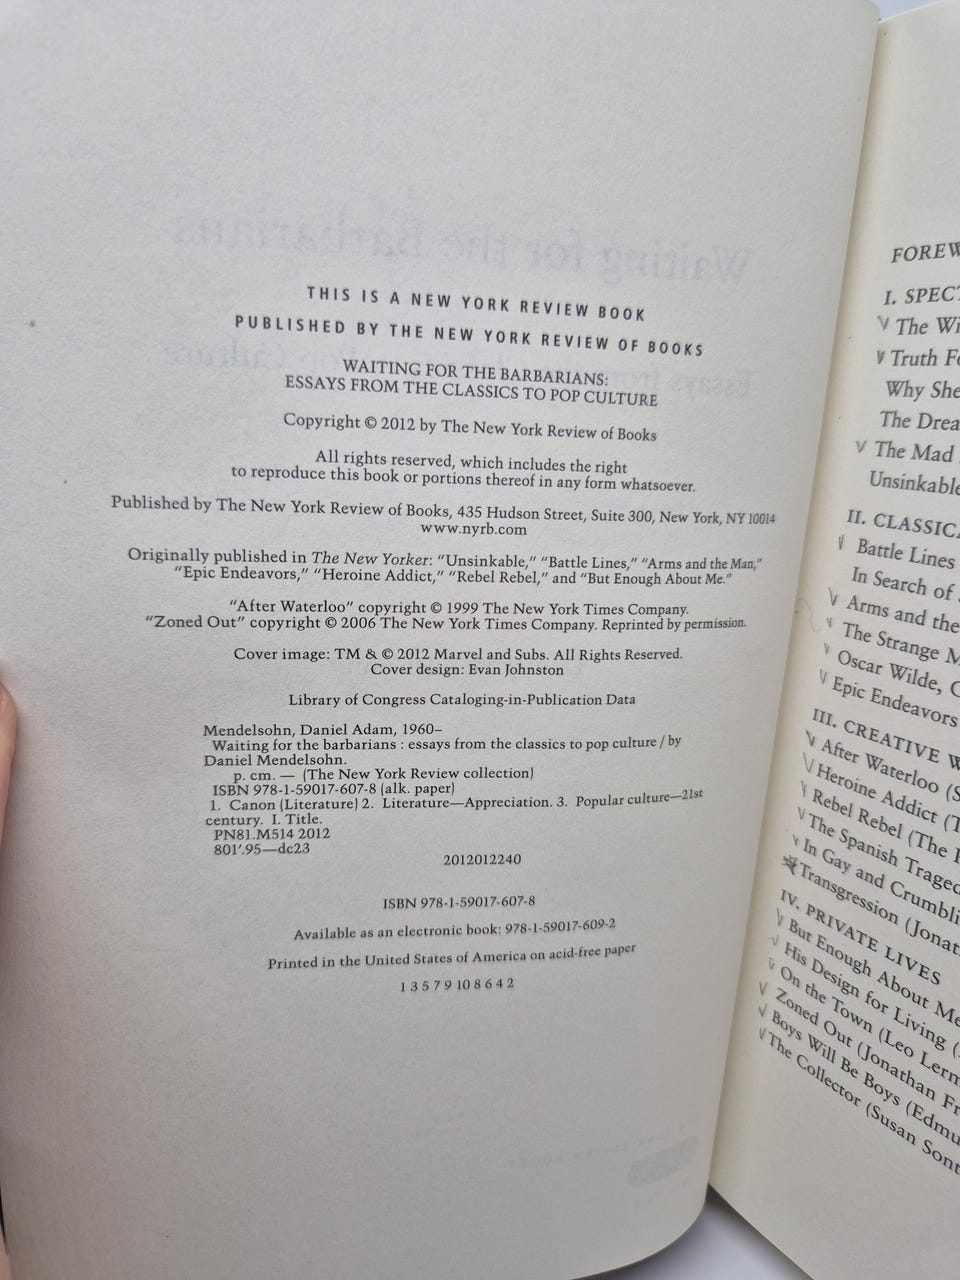 THIS IS A NEW YORK REVIEW BOOK
PUBLISHED BY THE NEW YORK REVIEW OF BOOKS
WAITING FOR THE BARBARIANS:
ESSAYS FROM THE CLASSICS TO POP CULTURE
Copyright © 2012 by The New York Review of Books
All rights reserved, which includes the right
to reproduce this book or portions thereof in any form whatsoever.
Published by The New York Review of Books, 435 Hudson Street, Suite 300, New York, NY 10014
www.nyrb.com
Originally published in The New Yorker: “Unsinkable,” “Battle Lines,” “Arms and the Man,”
“Epic Endeavors,” “Heroine Addict,” “Rebel Rebel,” and “But Enough About Me.”
“After Waterloo” copyright © 1999 The New York Times Company.
“Zoned Out” copyright © 2006 The New York Times Company. Reprinted by permission.
Cover image: TM & © 2012 Marvel and Subs. All Rights Reserved.
Cover design: Evan Johnston
Library of Congress Cataloging-in-Publication Data
Mendelsohn, Daniel Adam, 1960–
Waiting for the barbarians : essays from the classics to pop culture / by
Daniel Mendelsohn.
p. cm. — (The New York Review collection)
ISBN 978-1-59017-607-8 (alk. paper)
1. Canon (Literature) 2. Literature—Appreciation. 3. Popular culture—21st
century. I. Title.
PN81.M514 2012
801'.95—dc23
2012012240
ISBN 978-1-59017-607-8
Available as an electronic book: 978-1-59017-609-2
Printed in the United States of America on acid-free paper
1 3 5 7 9 10 8 6 4 2
FOREW
I. SPECT
The Wi
Truth Fo
Why She
The Drea
The Mad
Unsinkable
II. CLASSICA
Battle Lines
In Search of
Arms and the
The Strange M
Oscar Wilde, C
Epic Endeavors
III. CREATIVE W
After Waterloo (S
Heroine Addict (T
Rebel Rebel (The F
The Spanish Traged
In Gay and Crumbli
Transgression (Jonat
IV. PRIVATE LIVES
But Enough About Me
His Design for Living (
On the Town (Leo Lerm
Zoned Out (Jonathan Fr
Boys Will Be Boys (Edmu
The Collector (Susan Sont